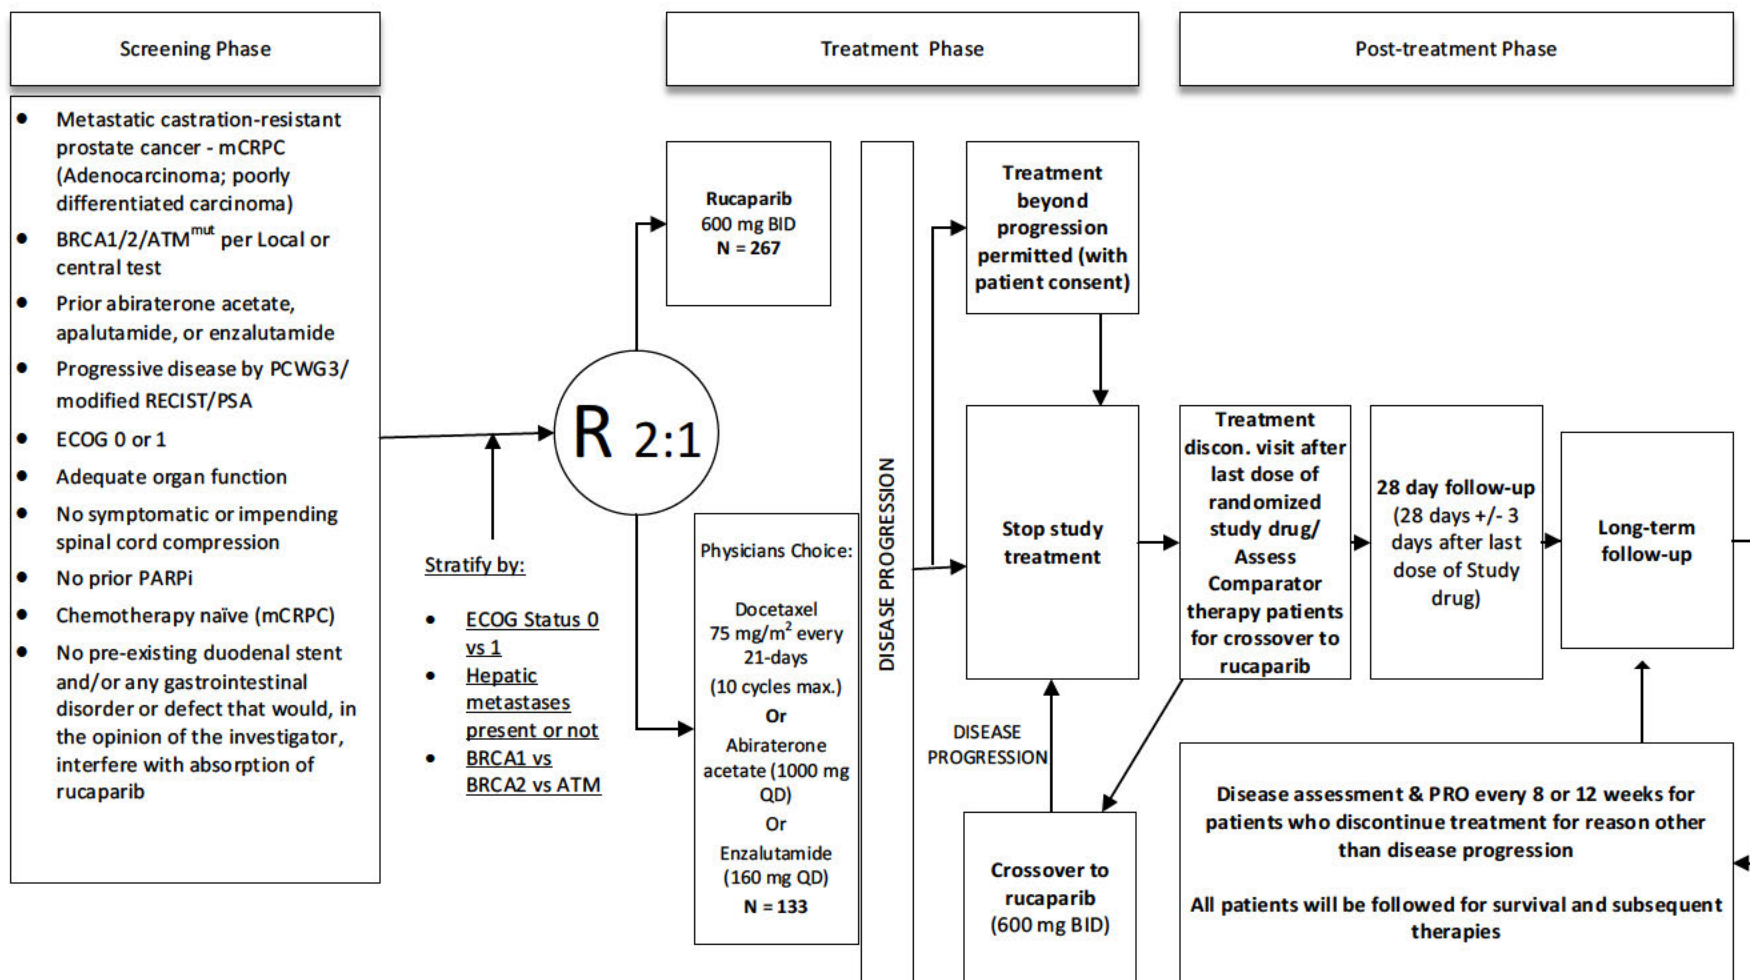 Screening Phase
Treatment Phase
Post-treatment Phase
● Metastatic castration-resistant
prostate cancer - mCRPC
(Adenocarcinoma; poorly
differentiated carcinoma)
● BRCA1/2/ATM^mut per Local or
central test
● Prior abiraterone acetate,
apalutamide, or enzalutamide
● Progressive disease by PCWG3/
modified RECIST/PSA
● ECOG 0 or 1
● Adequate organ function
● No symptomatic or impending
spinal cord compression
● No prior PARPi
● Chemotherapy naïve (mCRPC)
● No pre-existing duodenal stent
and/or any gastrointestinal
disorder or defect that would, in
the opinion of the investigator,
interfere with absorption of
rucaparib
Stratify by:
● ECOG Status 0
vs 1
● Hepatic
metastases
present or not
● BRCA1 vs
BRCA2 vs ATM
R 2:1
Rucaparib
600 mg BID
N = 267
Physicians Choice:
Docetaxel
75 mg/m² every
21-days
(10 cycles max.)
Or
Abiraterone
acetate (1000 mg
QD)
Or
Enzalutamide
(160 mg QD)
N = 133
DISEASE PROGRESSION
Treatment
beyond
progression
permitted (with
patient consent)
Stop study
treatment
DISEASE
PROGRESSION
Crossover to
rucaparib
(600 mg BID)
Treatment
discon. visit after
last dose of
randomized
study drug/
Assess
Comparator
therapy patients
for crossover to
rucaparib
28 day follow-up
(28 days +/- 3
days after last
dose of Study
drug)
Long-term
follow-up
Disease assessment & PRO every 8 or 12 weeks for
patients who discontinue treatment for reason other
than disease progression
All patients will be followed for survival and subsequent
therapies